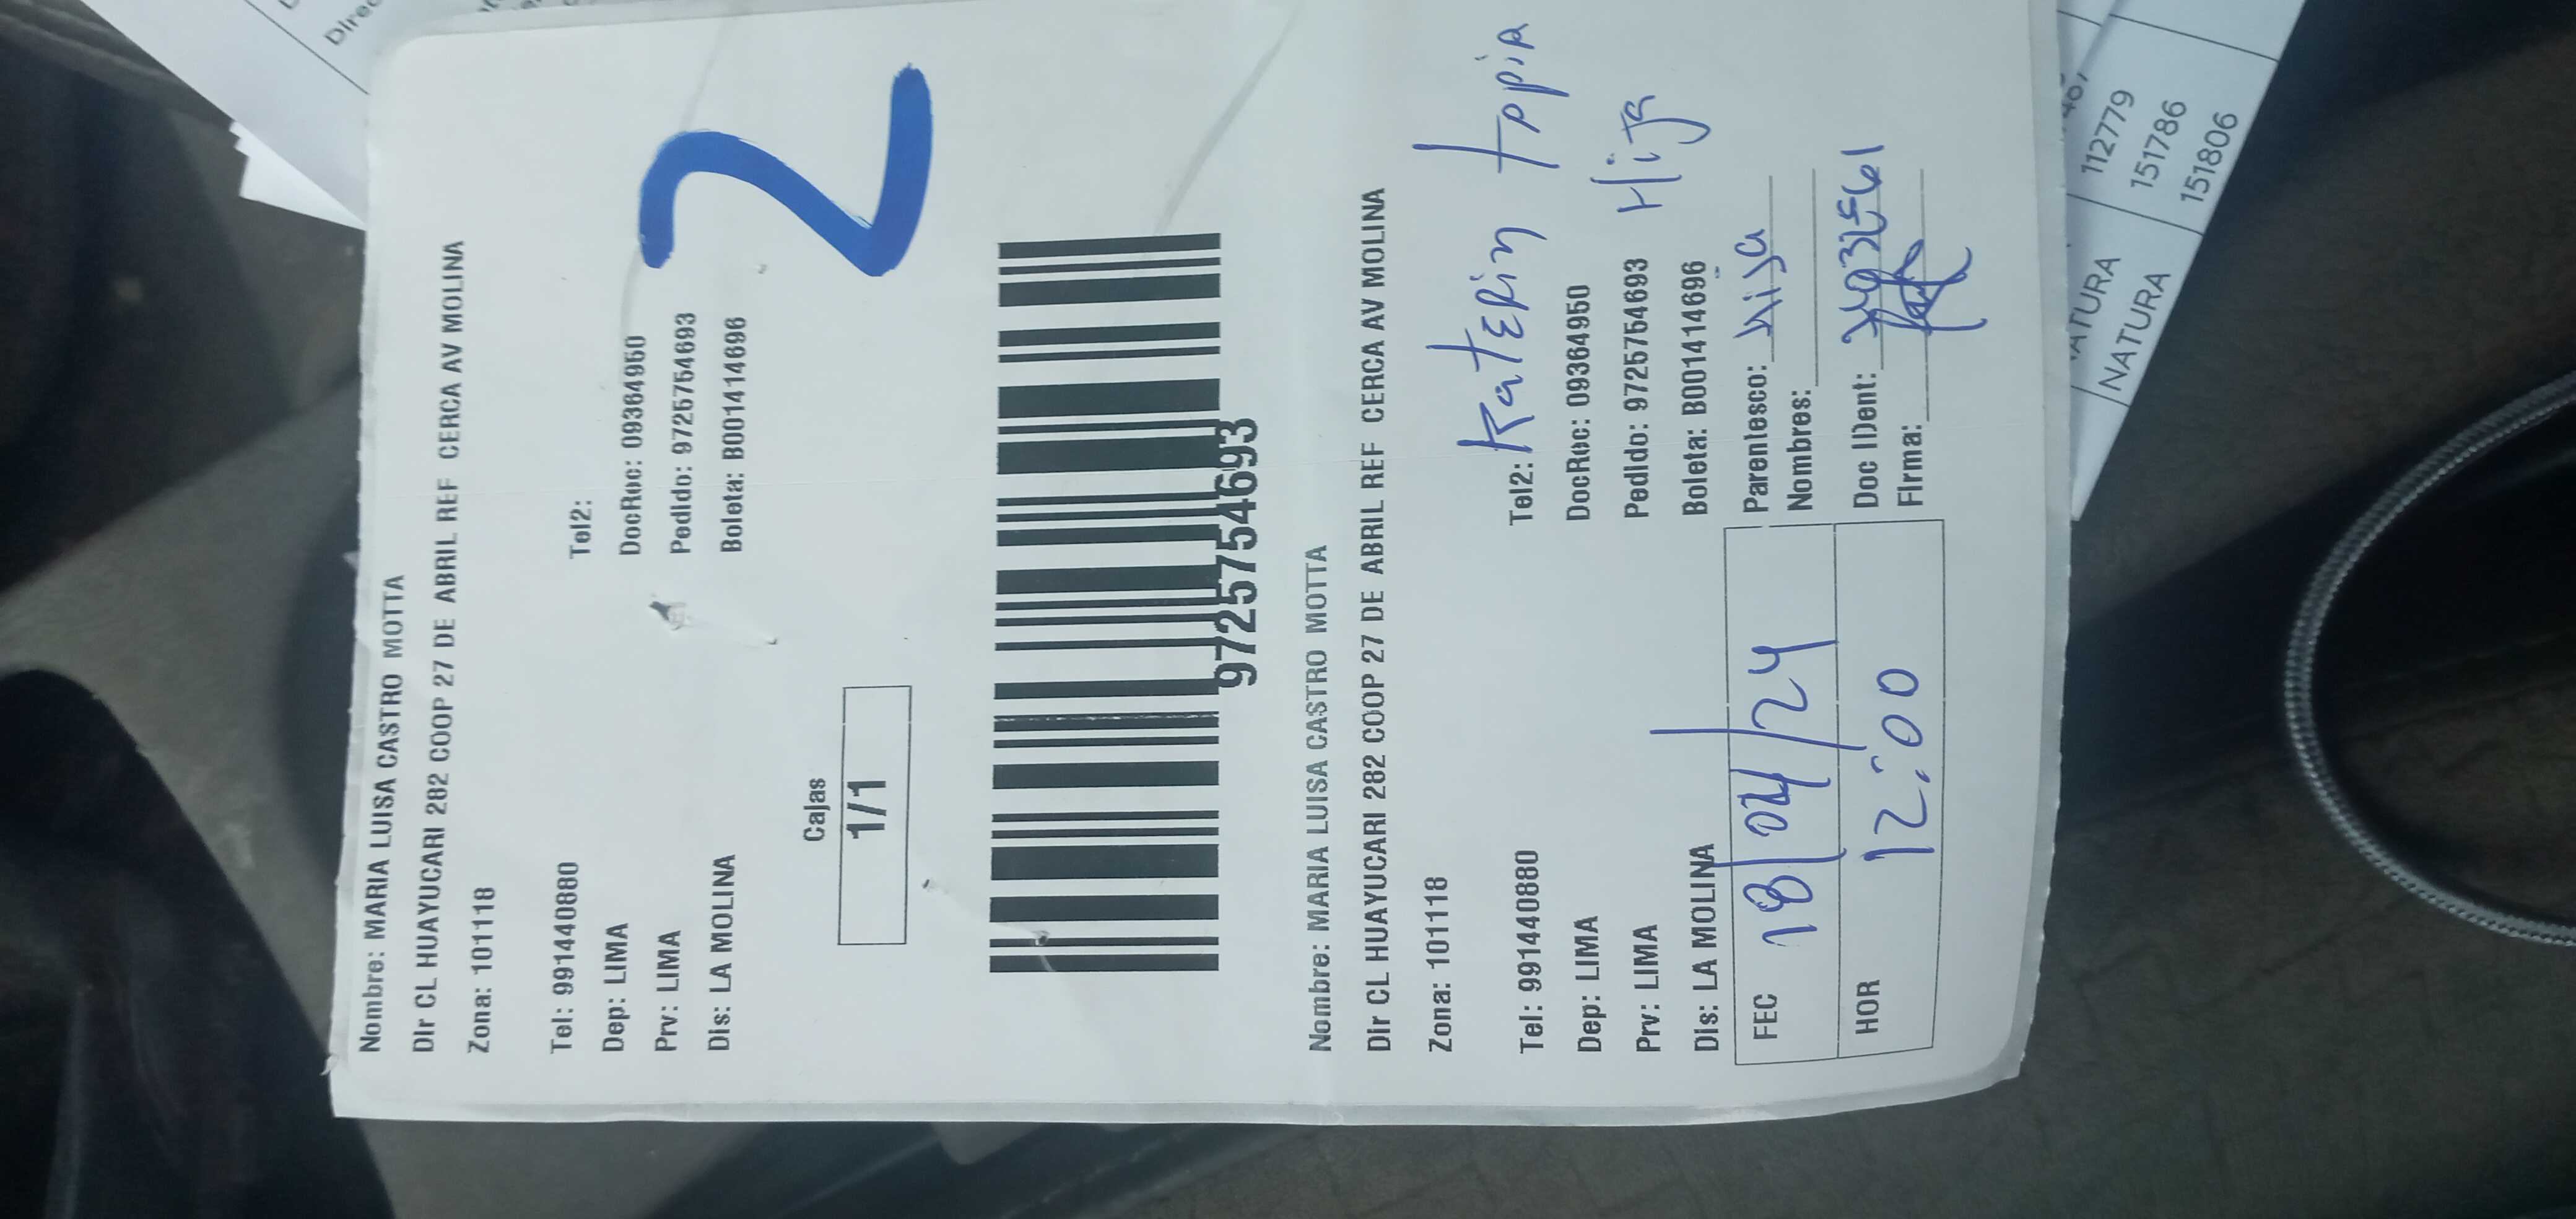 Nombre: MARIA LUISA CASTRO MOTTA
Dir CL HUAYUCARI 282 COOP 27 DE ABRIL REF CERCA AV MOLINA
Zona: 101118
Tel: 991440880 Tel2:
Dep: LIMA DocRec: 09364950
Prv: LIMA Pedido: 9725754693
Dis: LA MOLINA Boleta: B001414696
2
Cajas
1/1
9725754693
Nombre: MARIA LUISA CASTRO MOTTA
Dir CL HUAYUCARI 282 COOP 27 DE ABRIL REF CERCA AV MOLINA
Zona: 101118
Katerin tapia
Tel: 991440880 Tel2:
Dep: LIMA DocRec: 09364950
Prv: LIMA Pedido: 9725754693 Hija
Dis: LA MOLINA Boleta: B001414696
FEC 18/04/24 Parentesco: Hija
Nombres:
HOR 12:00 Doc IDent:
Firma:
Direc
112779
NATURA 151786
NATURA 151806